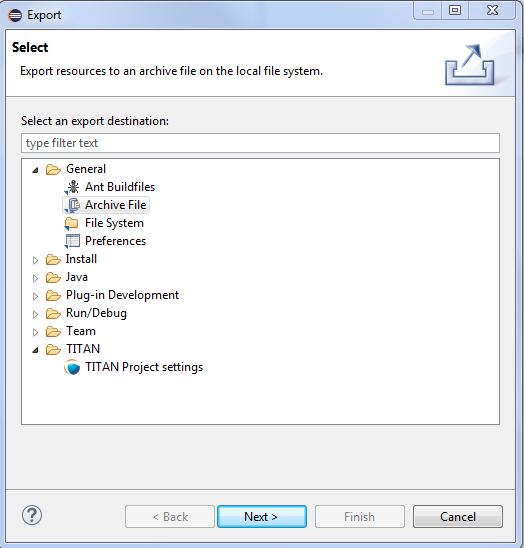 Export
Select
Export resources to an archive file on the local file system.
Select an export destination:
type filter text
General
Ant Buildfiles
Archive File
File System
Preferences
Install
Java
Plug-in Development
Run/Debug
Team
TITAN
TITAN Project settings
? < Back Next > Finish Cancel